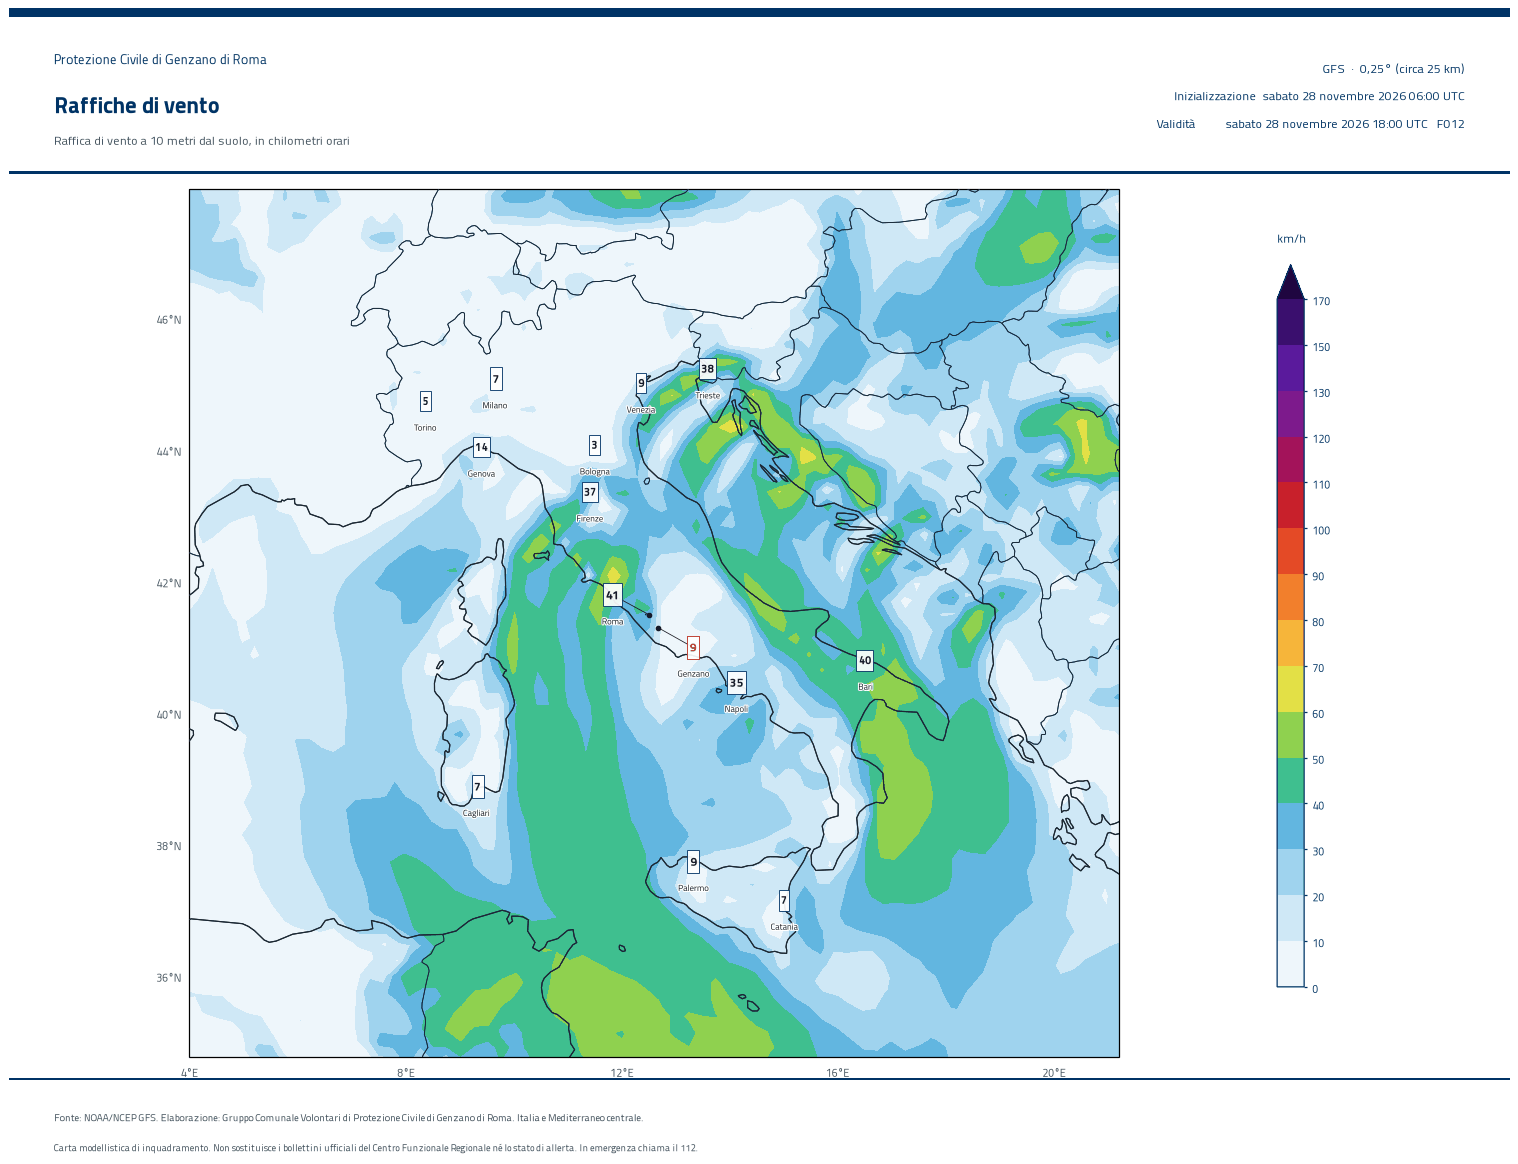 Protezione Civile di Genzano di Roma
Raffiche di vento
Raffica di vento a 10 metri dal suolo, in chilometri orari
GFS · 0,25° (circa 25 km)
Inizializzazione sabato 28 novembre 2026 06:00 UTC
Validità sabato 28 novembre 2026 18:00 UTC F012
km/h
170
150
130
120
110
100
90
80
70
60
50
40
30
20
10
0
46°N
44°N
42°N
40°N
38°N
36°N
4°E
8°E
12°E
16°E
20°E
38
Trieste
9
Venezia
7
Milano
5
Torino
14
Genova
3
Bologna
37
Firenze
41
Roma
9
Genzano
35
Napoli
40
Bari
7
Cagliari
9
Palermo
7
Catania
Fonte: NOAA/NCEP GFS. Elaborazione: Gruppo Comunale Volontari di Protezione Civile di Genzano di Roma. Italia e Mediterraneo centrale.
Carta modellistica di inquadramento. Non sostituisce i bollettini ufficiali del Centro Funzionale Regionale né lo stato di allerta. In emergenza chiama il 112.